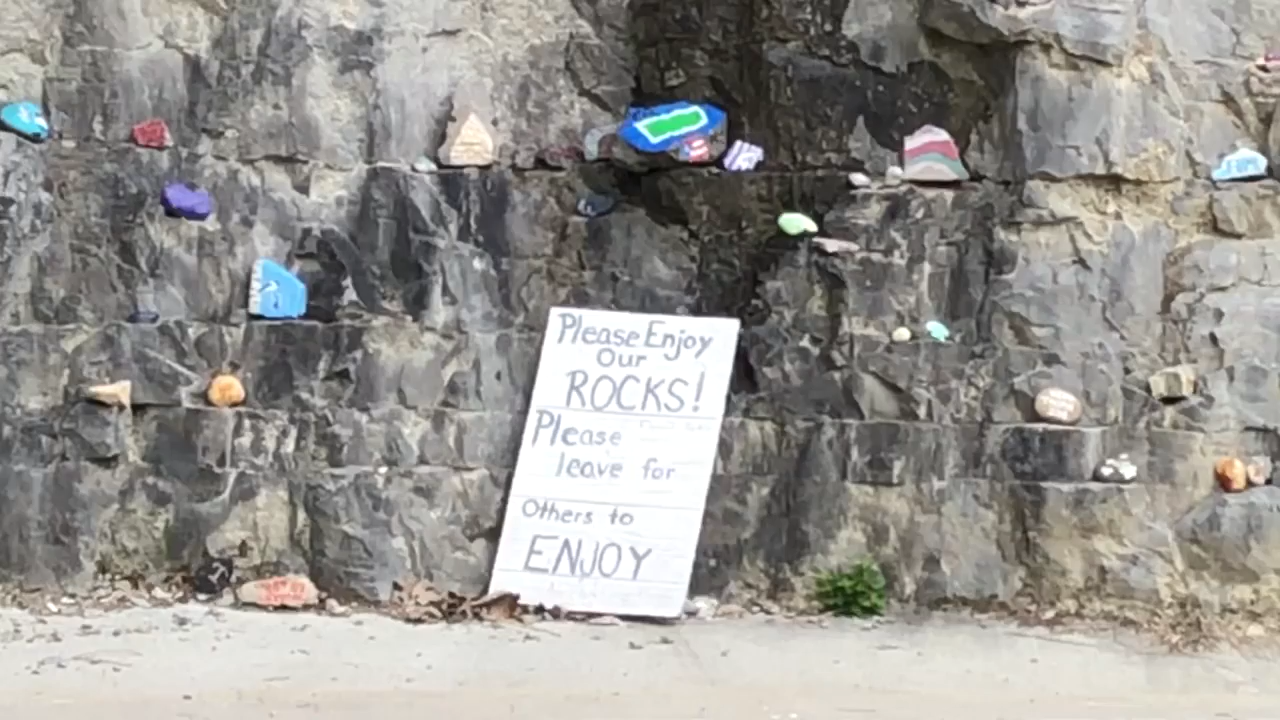 Please Enjoy
Our
ROCKS!
Please
leave for
Others to
ENJOY